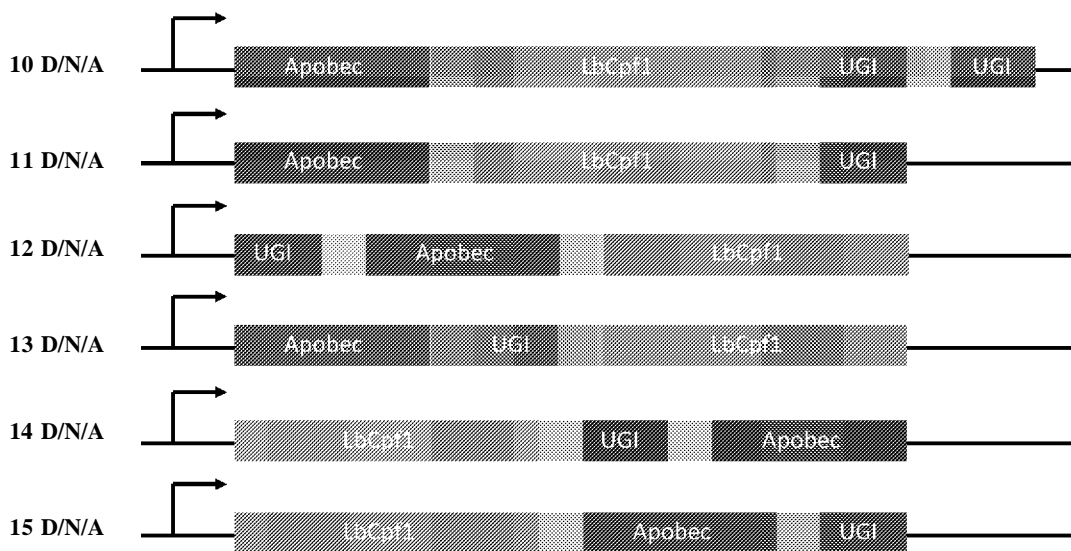 10 D/N/A Apobec LbCpf1 UGI UGI
11 D/N/A Apobec LbCpf1 UGI
12 D/N/A UGI Apobec LbCpf1
13 D/N/A Apobec UGI LbCpf1
14 D/N/A LbCpf1 UGI Apobec
15 D/N/A LbCpf1 Apobec UGI